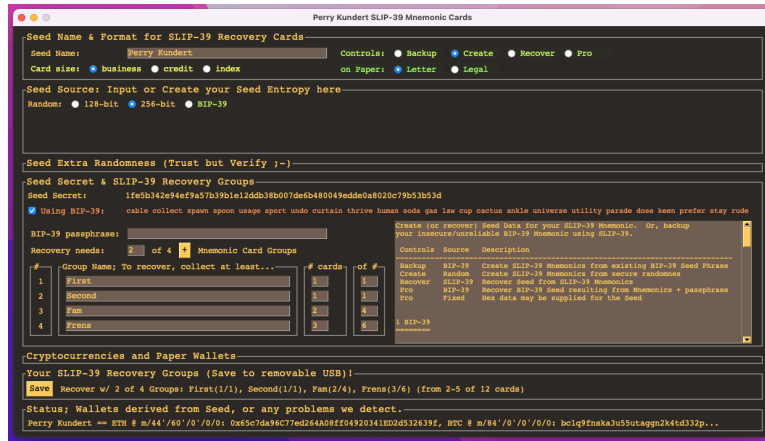 Perry Kundert SLIP-39 Mnemonic Cards
Seed Name & Format for SLIP-39 Recovery Cards
Seed Name: Perry Kundert Controls: Backup Create Recover Pro
Card size: business credit index on Paper: Letter Legal
Seed Source: Input or Create your Seed Entropy here
Random: 128-bit 256-bit BIP-39
Seed Extra Randomness (Trust but Verify ;-)
Seed Secret & SLIP-39 Recovery Groups
Seed Secret: 1fe5b342e94ef9a57b39b1e12ddb38b007de6b480049edde0a8020c79b53b53d
Using BIP-39: cable collect spawn spoon usage sport undo curtain thrive human soda gas law cup cactus ankle universe utility parade dose keen prefer stay rude
BIP-39 passphrase:
Recovery needs: 2 of 4 + Mnemonic Card Groups
# Group Name; To recover, collect at least... # cards of #
1 First 1 1
2 Second 1 1
3 Fam 2 4
4 Frens 3 6
Create (or recover) Seed Data for your SLIP-39 Mnemonic. Or, backup
your insecure/unreliable BIP-39 Mnemonic using SLIP-39.
Controls Source Description
Backup BIP-39 Create SLIP-39 Mnemonics from existing BIP-39 Seed Phrase
Create Random Create SLIP-39 Mnemonics from secure randomnes
Recover SLIP-39 Recover Seed from SLIP-39 Mnemonics
Pro BIP-39 Recover BIP-39 Seed resulting from Mnemonics + passphrase
Pro Fixed Hex data may be supplied for the Seed
1 BIP-39
========
Cryptocurrencies and Paper Wallets
Your SLIP-39 Recovery Groups (Save to removable USB)!
Save Recover w/ 2 of 4 Groups: First(1/1), Second(1/1), Fam(2/4), Frens(3/6) (from 2-5 of 12 cards)
Status; Wallets derived from Seed, or any problems we detect.
Perry Kundert == ETH @ m/44'/60'/0'/0/0: 0x65c7da96C77ed264A08ff04920341ED2d532639f, BTC @ m/84'/0'/0'/0/0: bc1q9fnska3u55utaggn2k4td332p...